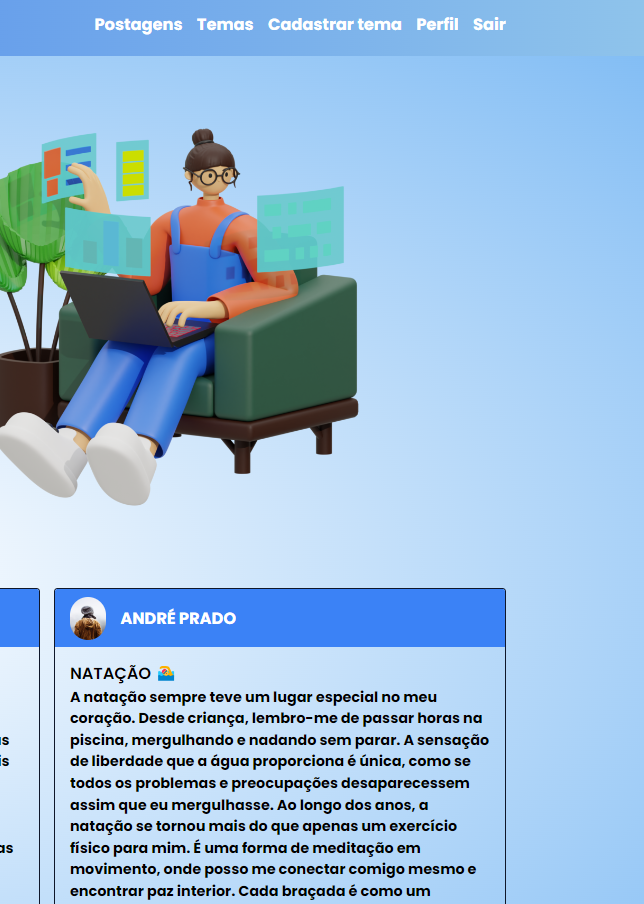 Postagens Temas Cadastrar tema Perfil Sair
ANDRÉ PRADO
NATAÇÃO 🏊
A natação sempre teve um lugar especial no meu
coração. Desde criança, lembro-me de passar horas na
piscina, mergulhando e nadando sem parar. A sensação
de liberdade que a água proporciona é única, como se
todos os problemas e preocupações desaparecessem
assim que eu mergulhasse. Ao longo dos anos, a
natação se tornou mais do que apenas um exercício
físico para mim. É uma forma de meditação em
movimento, onde posso me conectar comigo mesmo e
encontrar paz interior. Cada braçada é como um